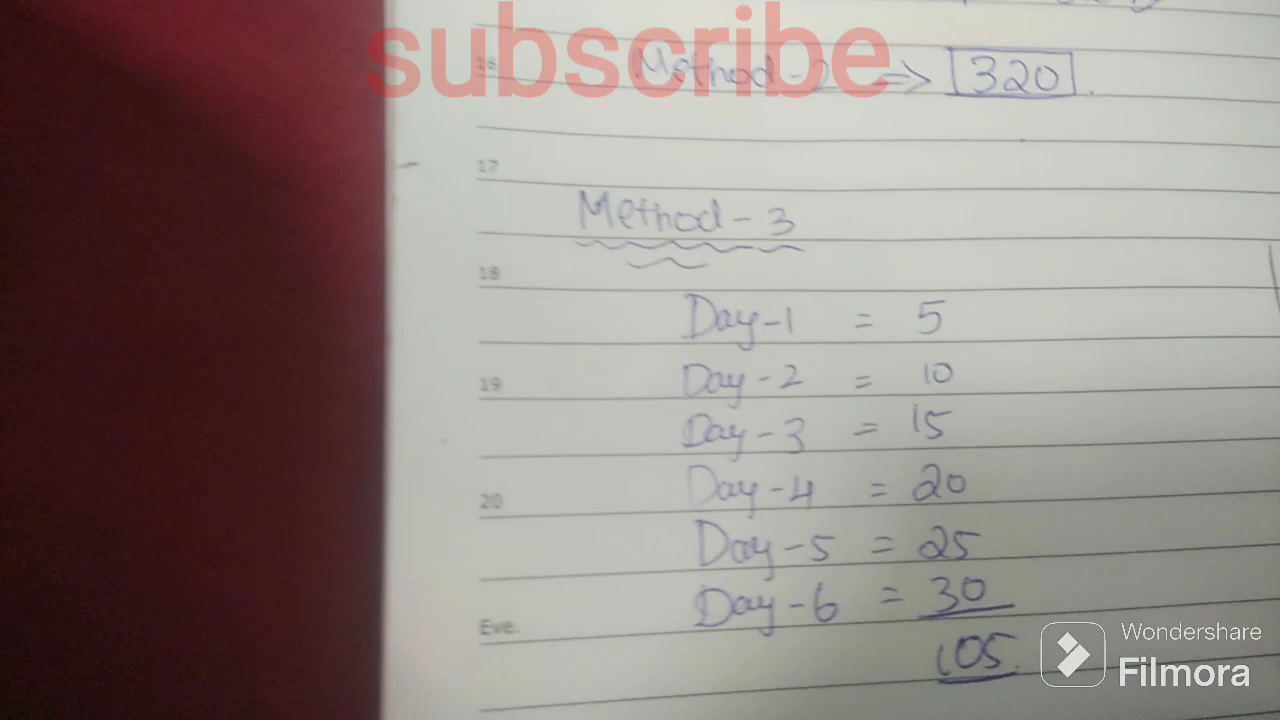 subscribe
16
Method-2 => 320.
17
Method-3
18
Day-1 = 5
Day-2 = 10
19
Day-3 = 15
Day-4 = 20
20
Day-5 = 25
Day-6 = 30
Eve.
105.
Wondershare
Filmora